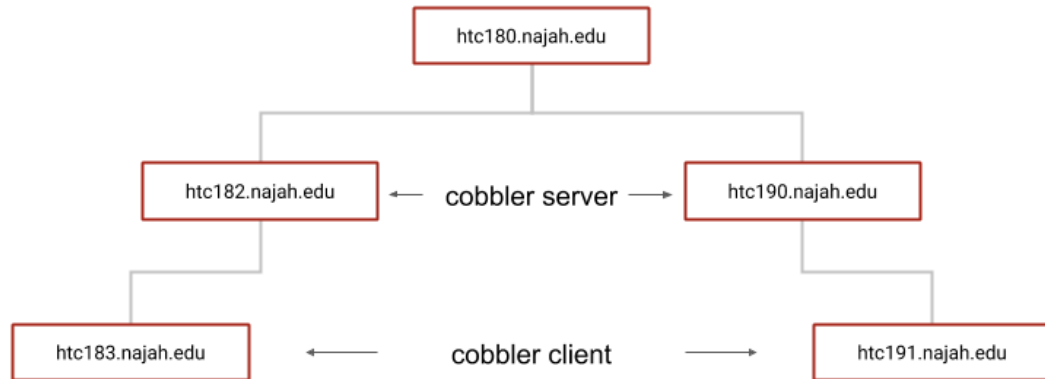 htc180.najah.edu
htc182.najah.edu
cobbler server
htc190.najah.edu
htc183.najah.edu
cobbler client
htc191.najah.edu